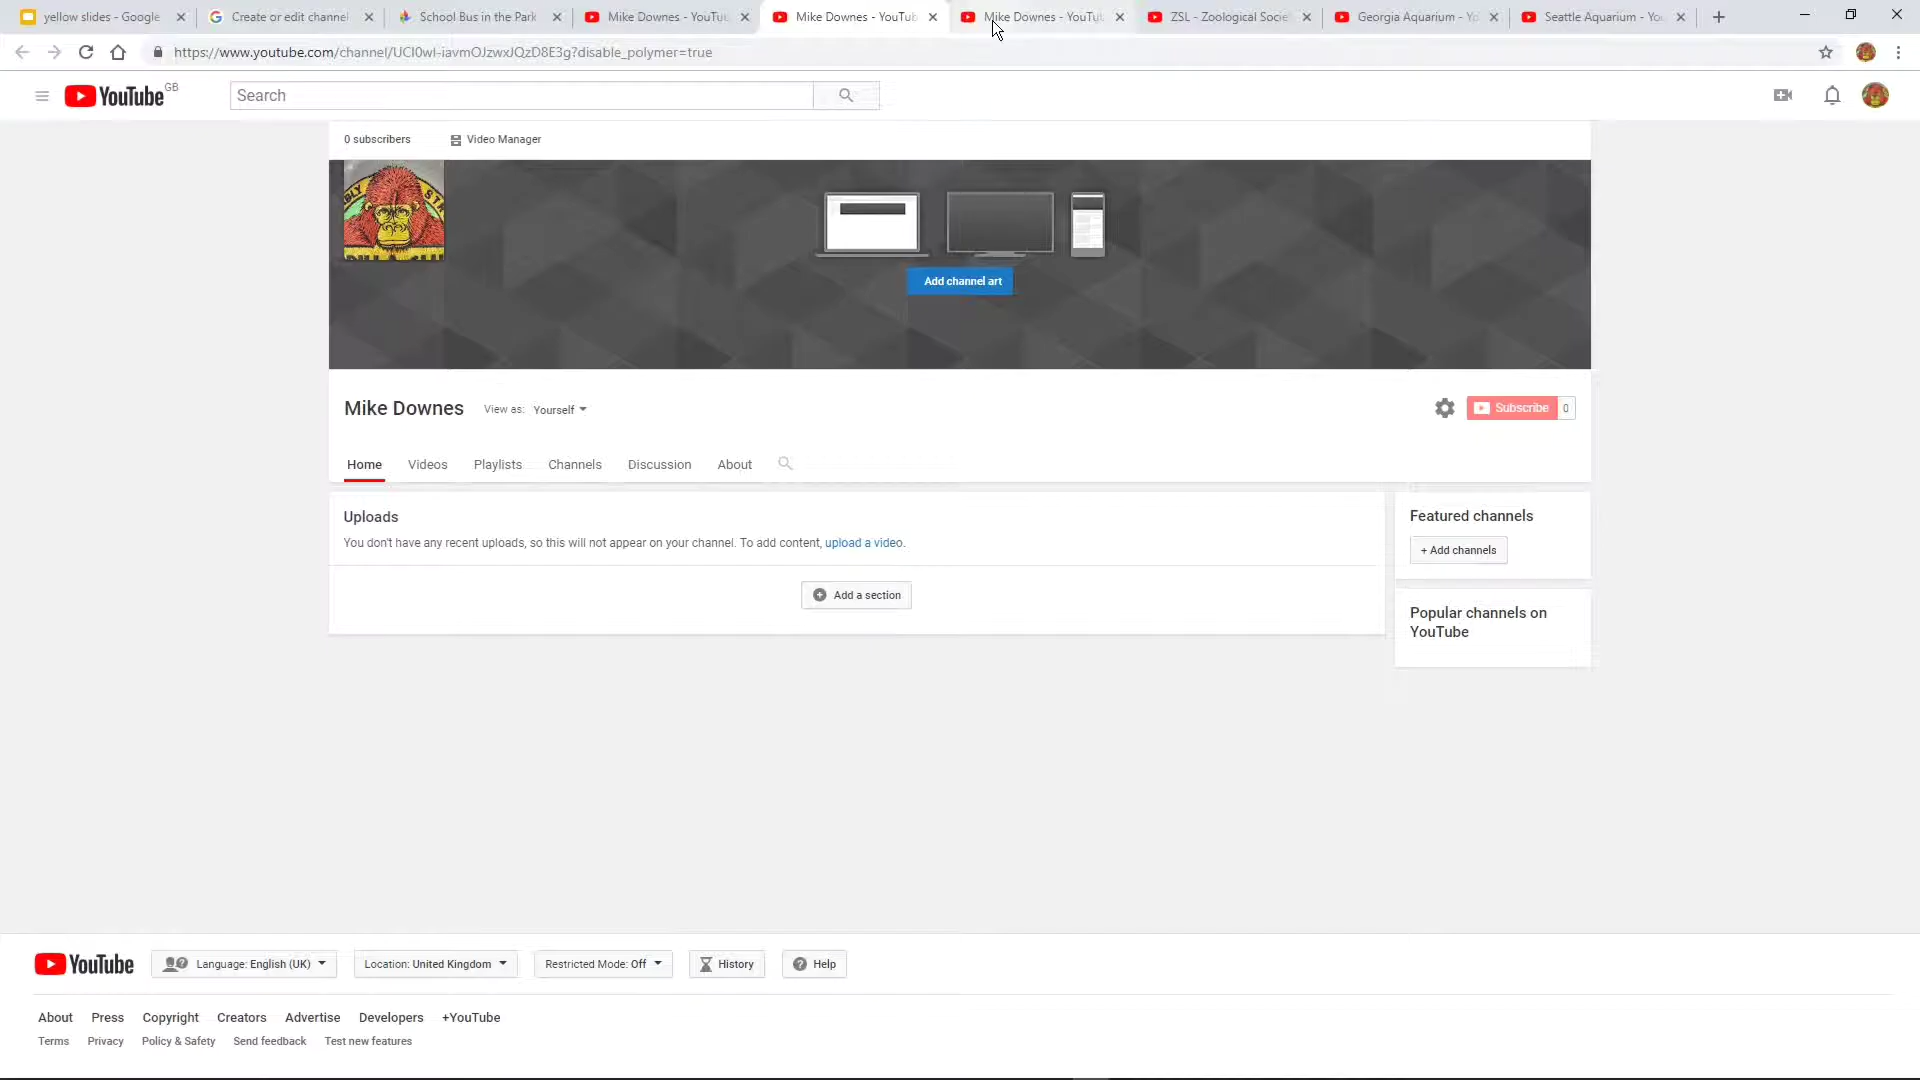 yellow slides - Google
Create or edit channel
School Bus in the Park
Mike Downes - YouTu
Mike Downes - YouTub
Mike Downes - YouTu
ZSL - Zoological Socie
Georgia Aquarium - Yo
Seattle Aquarium - You
https://www.youtube.com/channel/UCI0wI-iavmOJzwxJQzD8E3g?disable_polymer=true
YouTube GB
Search
0 subscribers
Video Manager
Add channel art
Mike Downes
View as: Yourself
Subscribe 0
Home Videos Playlists Channels Discussion About
Uploads
You don't have any recent uploads, so this will not appear on your channel. To add content, upload a video.
Add a section
Featured channels
+ Add channels
Popular channels on
YouTube
YouTube
Language: English (UK)
Location: United Kingdom
Restricted Mode: Off
History
Help
About Press Copyright Creators Advertise Developers +YouTube
Terms Privacy Policy & Safety Send feedback Test new features